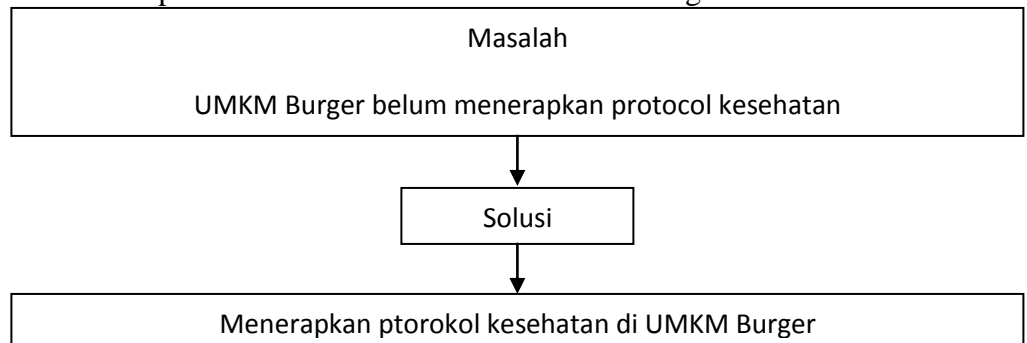 Masalah
UMKM Burger belum menerapkan protocol kesehatan
Solusi
Menerapkan ptorokol kesehatan di UMKM Burger